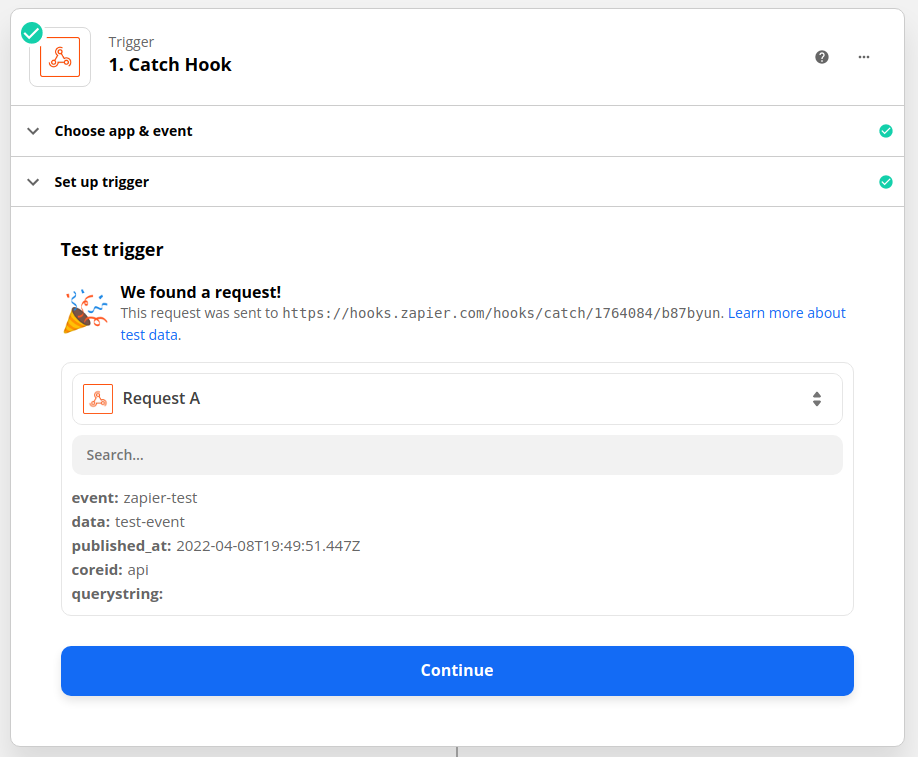 Trigger
1. Catch Hook
Choose app & event
Set up trigger
Test trigger
We found a request!
This request was sent to https://hooks.zapier.com/hooks/catch/1764084/b87byun. Learn more about
test data.
Request A
Search...
event: zapier-test
data: test-event
published_at: 2022-04-08T19:49:51.447Z
coreid: api
querystring:
Continue